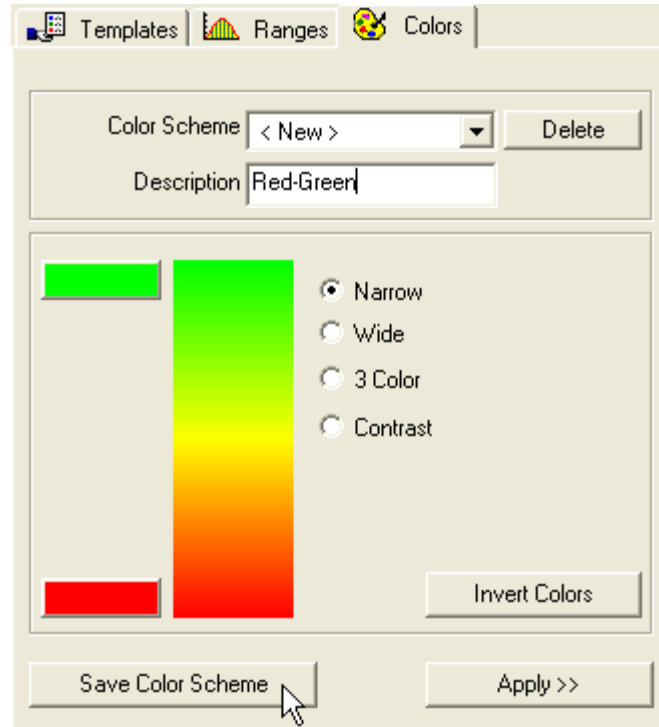 Templates Ranges Colors
Color Scheme < New > Delete
Description Red-Green
Narrow
Wide
3 Color
Contrast
Invert Colors
Save Color Scheme Apply >>